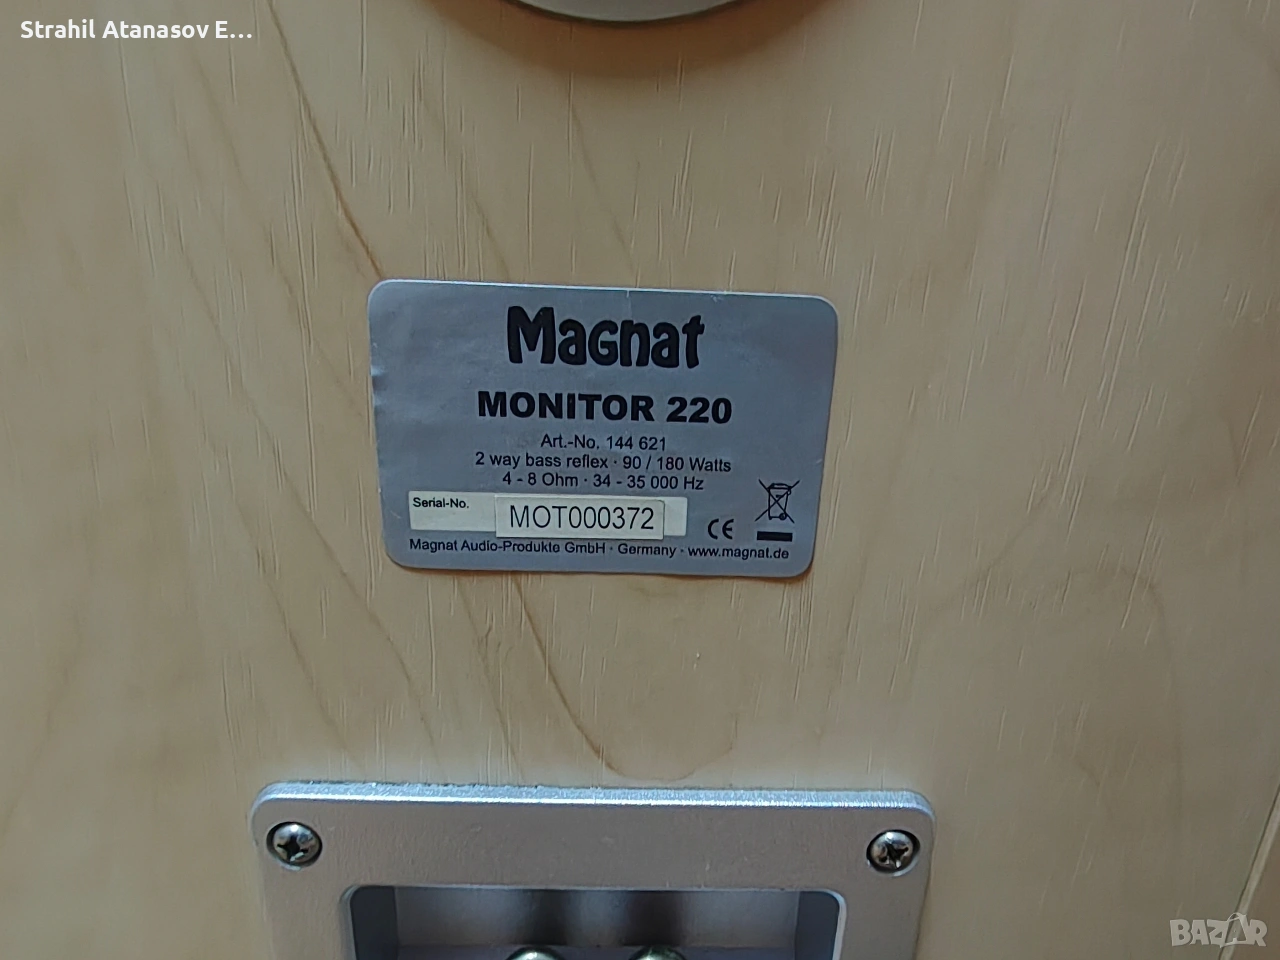 Strahil Atanasov E...
Magnat
MONITOR 220
Art.-No. 144 621
2 way bass reflex · 90 / 180 Watts
4 - 8 Ohm · 34 - 35 000 Hz
Serial-No.
MOT000372
CE
Magnat Audio-Produkte GmbH · Germany · www.magnat.de
BAZAR